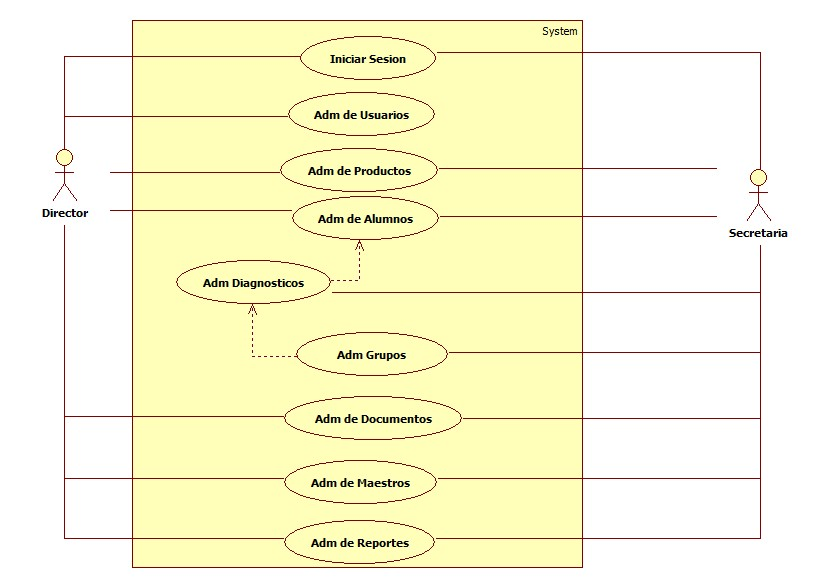 System
Iniciar Sesion
Adm de Usuarios
Adm de Productos
Director
Adm de Alumnos
Secretaria
Adm Diagnosticos
Adm Grupos
Adm de Documentos
Adm de Maestros
Adm de Reportes